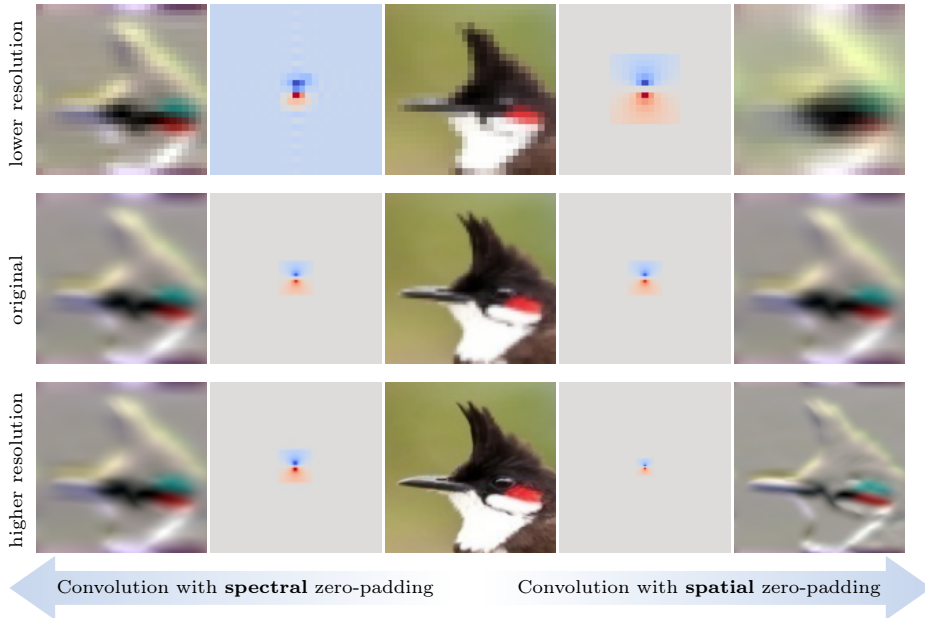 lower resolution
original
higher resolution
Convolution with spectral zero-padding
Convolution with spatial zero-padding